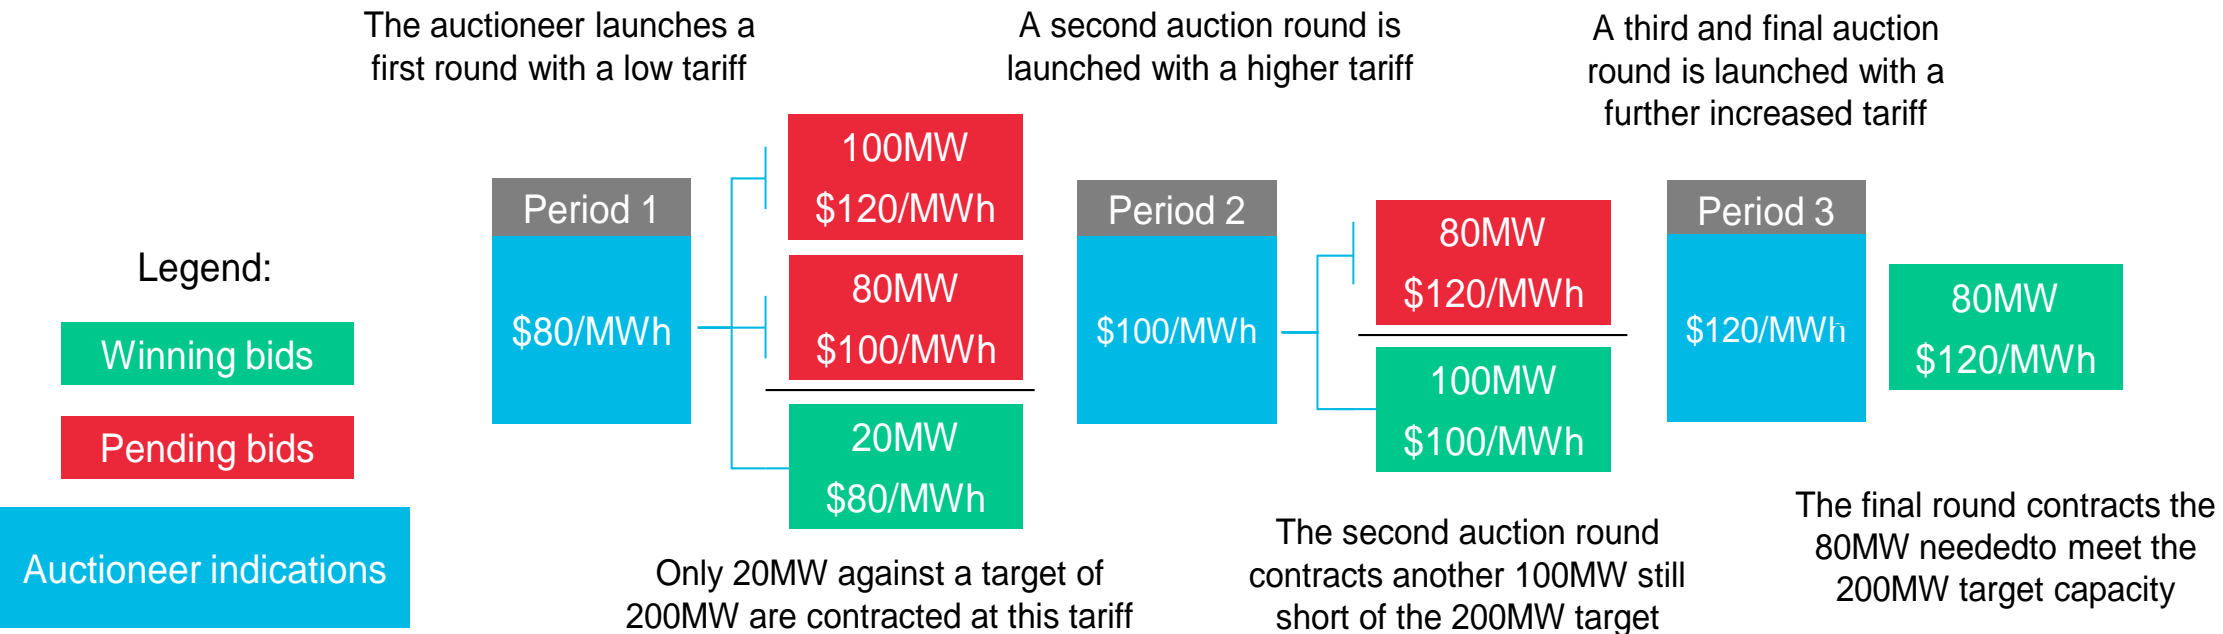 The auctioneer launches a
first round with a low tariff
A second auction round is
launched with a higher tariff
A third and final auction
round is launched with a
further increased tariff
Legend:
Winning bids
Pending bids
Auctioneer indications
Period 1
$80/MWh
100MW
$120/MWh
80MW
$100/MWh
20MW
$80/MWh
Only 20MW against a target of
200MW are contracted at this tariff
Period 2
$100/MWh
80MW
$120/MWh
100MW
$100/MWh
The second auction round
contracts another 100MW still
short of the 200MW target
Period 3
$120/MWh
80MW
$120/MWh
The final round contracts the
80MW neededto meet the
200MW target capacity